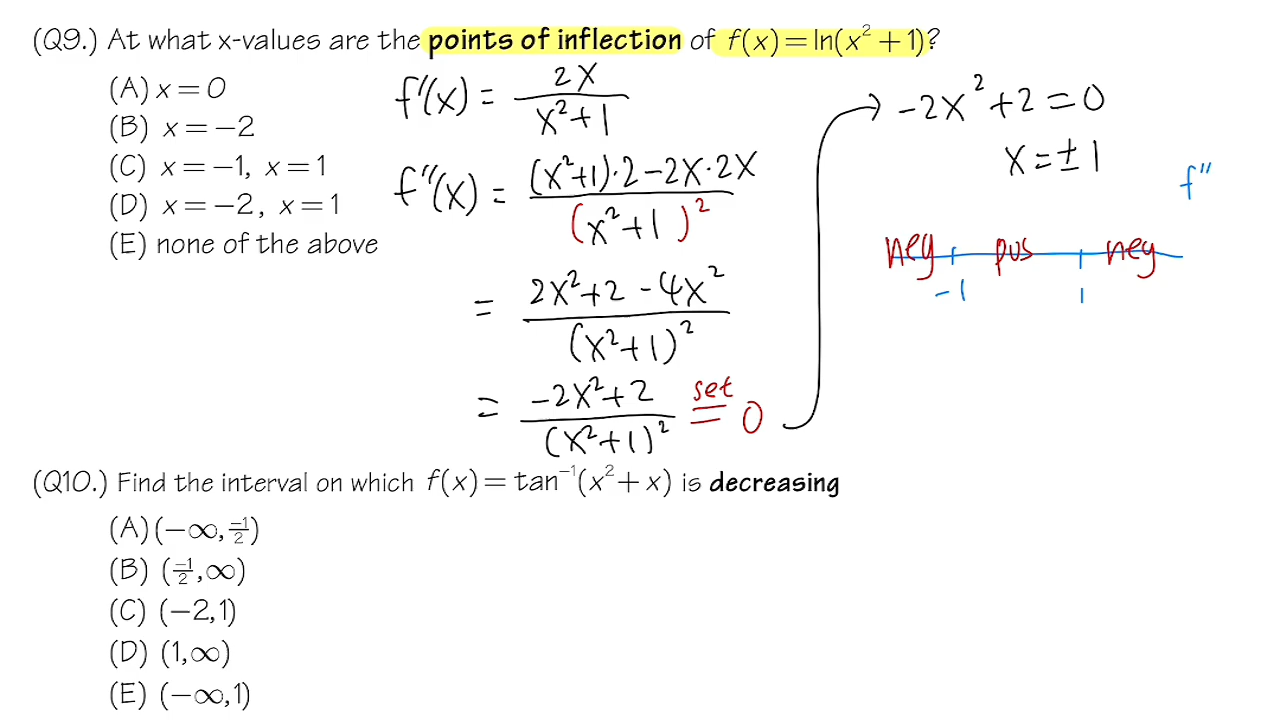 (Q9.) At what x-values are the points of inflection of f(x)=ln(x²+1)?
(A) x=0
(B) x=−2
(C) x=−1, x=1
(D) x=−2, x=1
(E) none of the above
f'(x) = 2x/(x²+1)
f''(x) = ((x²+1)·2−2x·2x)/(x²+1)²
= (2x²+2−4x²)/(x²+1)²
= (−2x²+2)/(x²+1)² set = 0
→ −2x²+2=0
x=±1
f''
neg pos neg
−1 1
(Q10.) Find the interval on which f(x)=tan⁻¹(x²+x) is decreasing
(A) (−∞, −1/2)
(B) (−1/2, ∞)
(C) (−2,1)
(D) (1,∞)
(E) (−∞,1)